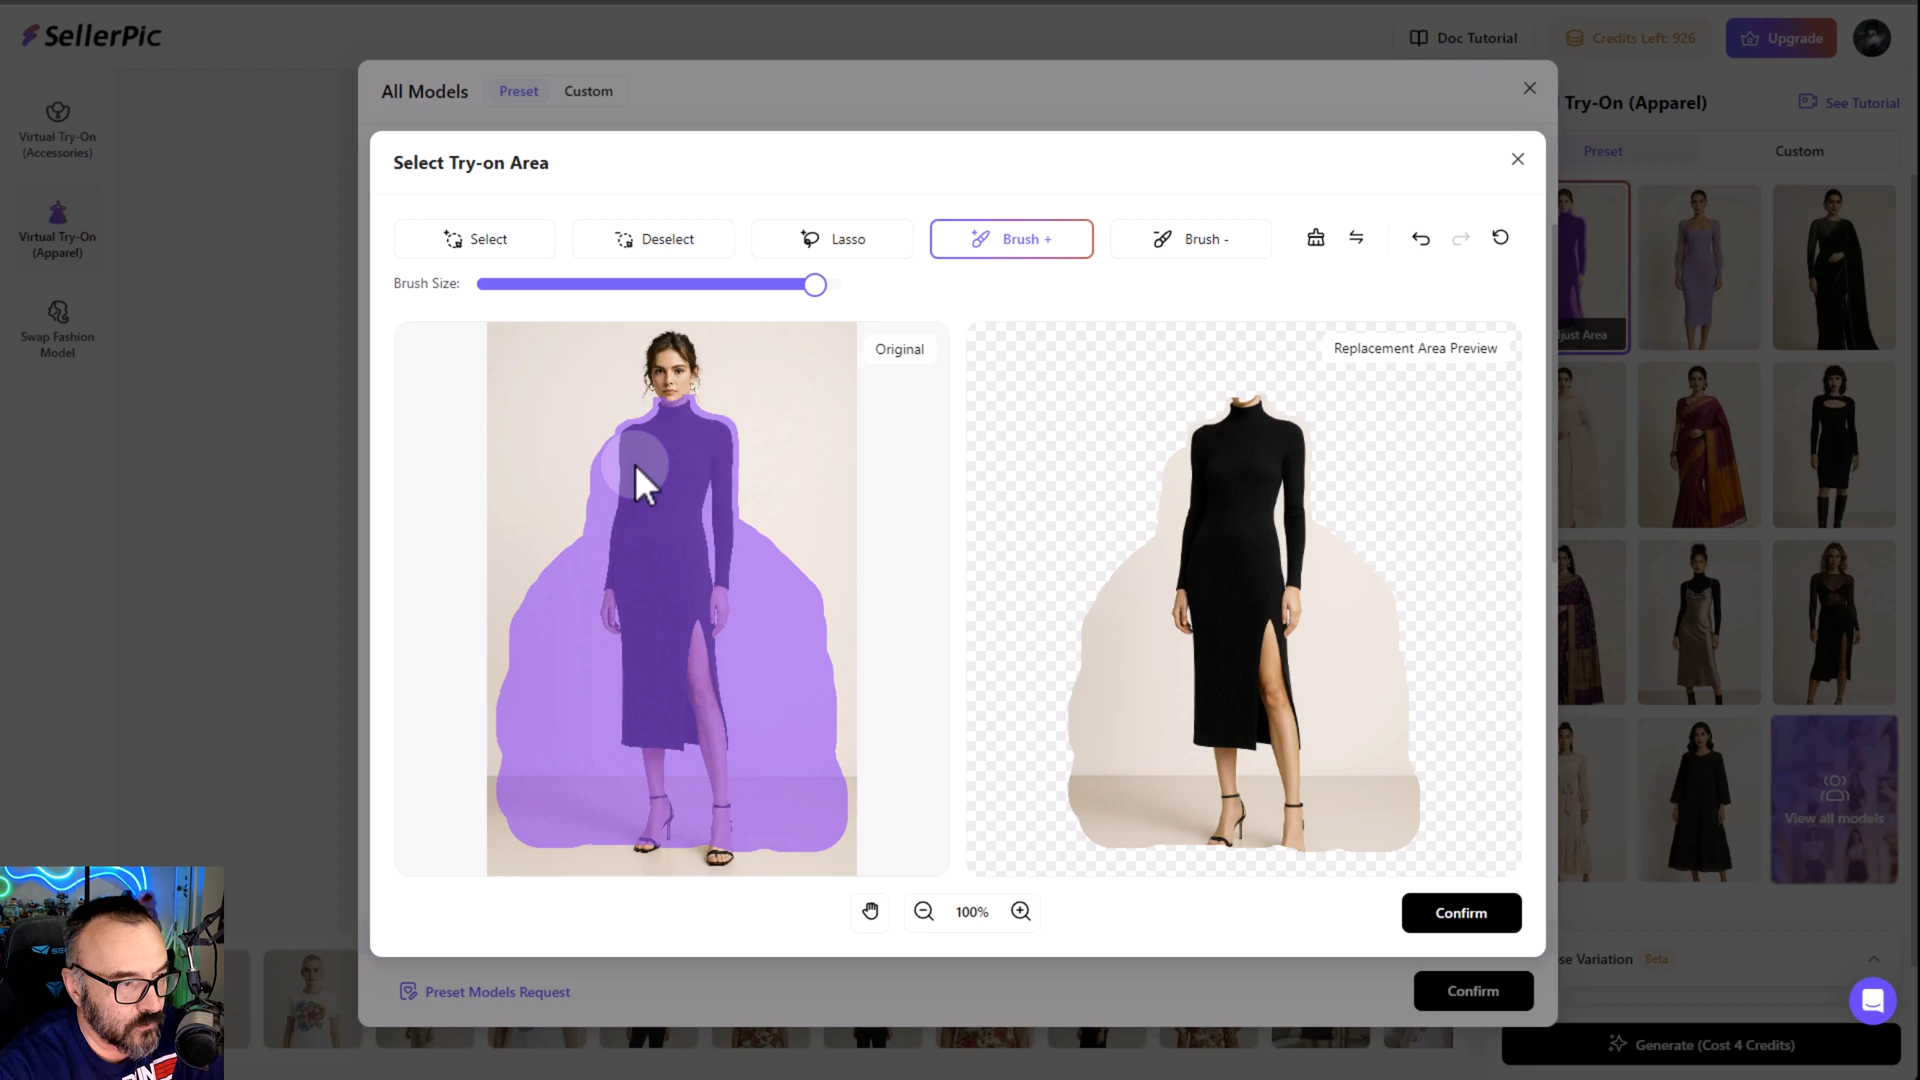 SellerPic
Doc Tutorial
Credits Left: 926
Upgrade
All Models
Preset
Custom
Try-On (Apparel)
See Tutorial
Virtual Try-On
(Accessories)
Preset
Custom
Select Try-on Area
Virtual Try-On
(Apparel)
Select
Deselect
Lasso
Brush +
Brush -
Brush Size:
Swap Fashion
Model
Original
Replacement Area Preview
just Area
View all models
100%
Confirm
se Variation
Beta
Preset Models Request
Confirm
Generate (Cost 4 Credits)